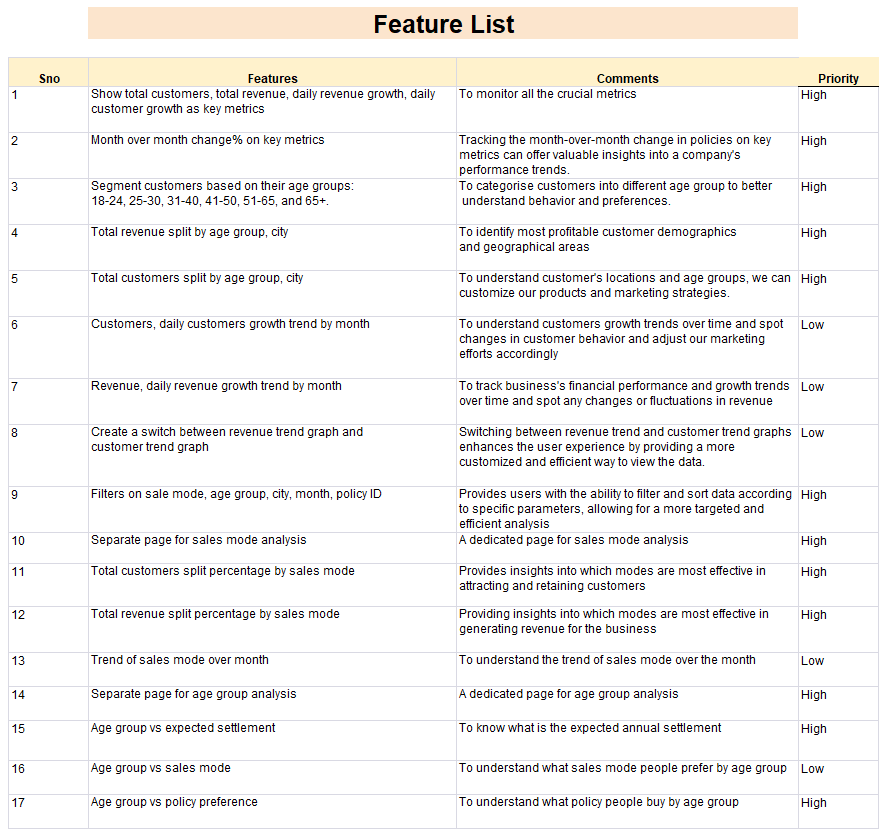 Feature List
Sno Features Comments Priority
1 Show total customers, total revenue, daily revenue growth, daily To monitor all the crucial metrics High
customer growth as key metrics
2 Month over month change% on key metrics Tracking the month-over-month change in policies on key High
metrics can offer valuable insights into a company's
performance trends.
3 Segment customers based on their age groups: To categorise customers into different age group to better High
18-24, 25-30, 31-40, 41-50, 51-65, and 65+. understand behavior and preferences.
4 Total revenue split by age group, city To identify most profitable customer demographics High
and geographical areas
5 Total customers split by age group, city To understand customer's locations and age groups, we can High
customize our products and marketing strategies.
6 Customers, daily customers growth trend by month To understand customers growth trends over time and spot Low
changes in customer behavior and adjust our marketing
efforts accordingly
7 Revenue, daily revenue growth trend by month To track business's financial performance and growth trends Low
over time and spot any changes or fluctuations in revenue
8 Create a switch between revenue trend graph and Switching between revenue trend and customer trend graphs Low
customer trend graph enhances the user experience by providing a more
customized and efficient way to view the data.
9 Filters on sale mode, age group, city, month, policy ID Provides users with the ability to filter and sort data according High
to specific parameters, allowing for a more targeted and
efficient analysis
10 Separate page for sales mode analysis A dedicated page for sales mode analysis High
11 Total customers split percentage by sales mode Provides insights into which modes are most effective in High
attracting and retaining customers
12 Total revenue split percentage by sales mode Providing insights into which modes are most effective in High
generating revenue for the business
13 Trend of sales mode over month To understand the trend of sales mode over the month Low
14 Separate page for age group analysis A dedicated page for age group analysis High
15 Age group vs expected settlement To know what is the expected annual settlement High
16 Age group vs sales mode To understand what sales mode people prefer by age group Low
17 Age group vs policy preference To understand what policy people buy by age group High